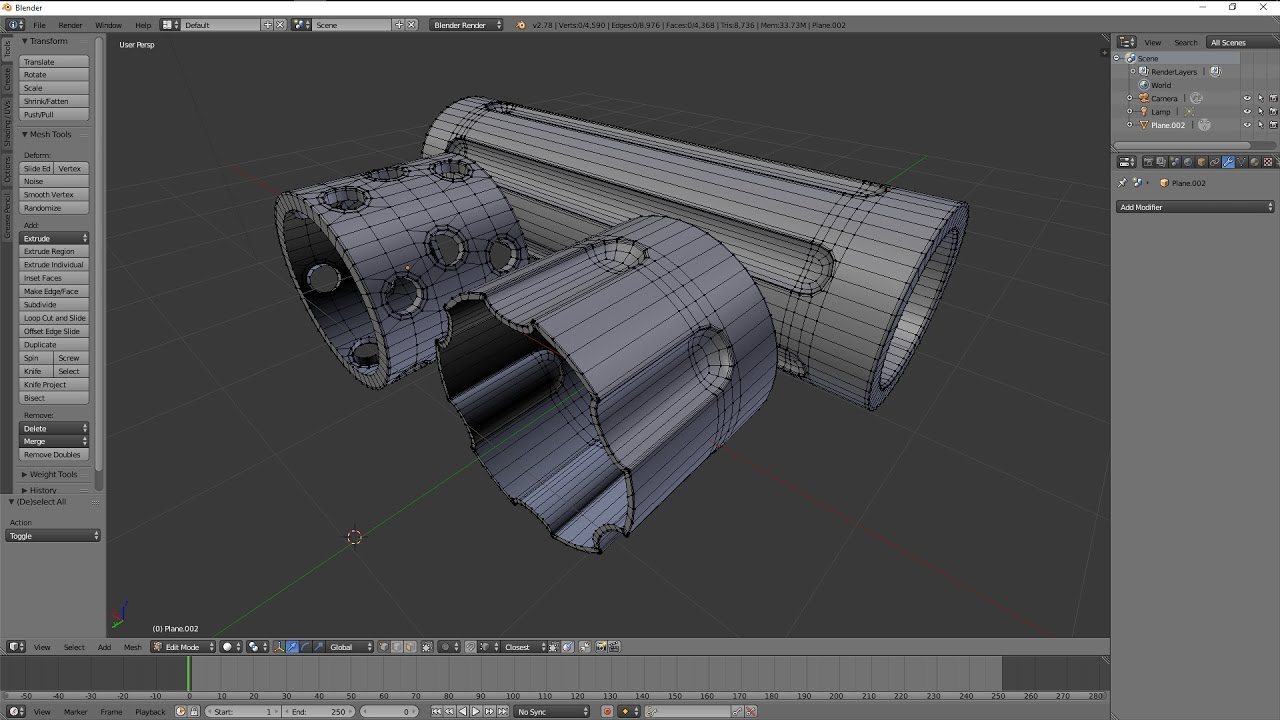 Blender
File
Render
Window
Help
Default
Scene
Blender Render
v2.78 | Verts:0/4,590 | Edges:0/8,976 | Faces:0/4,368 | Tris:8,736 | Mem:33.73M | Plane.002
Tools
Create
Shading / UVs
Options
Grease Pencil
Transform
Translate
Rotate
Scale
Shrink/Fatten
Push/Pull
Mesh Tools
Deform:
Slide Ed
Vertex
Noise
Smooth Vertex
Randomize
Add:
Extrude
Extrude Region
Extrude Individual
Inset Faces
Make Edge/Face
Subdivide
Loop Cut and Slide
Offset Edge Slide
Duplicate
Spin
Screw
Knife
Select
Knife Project
Bisect
Remove:
Delete
Merge
Remove Doubles
Weight Tools
History
(De)select All
Action
Toggle
User Persp
(0) Plane.002
View
Search
All Scenes
Scene
RenderLayers
World
Camera
Lamp
Plane.002
Plane.002
Add Modifier
View
Select
Add
Mesh
Edit Mode
Global
Closest
-50 -40 -30 -20 -10 0 10 20 30 40 50 60 70 80 90 100 110 120 130 140 150 160 170 180 190 200 210 220 230 240 250 260 270 280
View
Marker
Frame
Playback
Start: 1
End: 250
0
No Sync